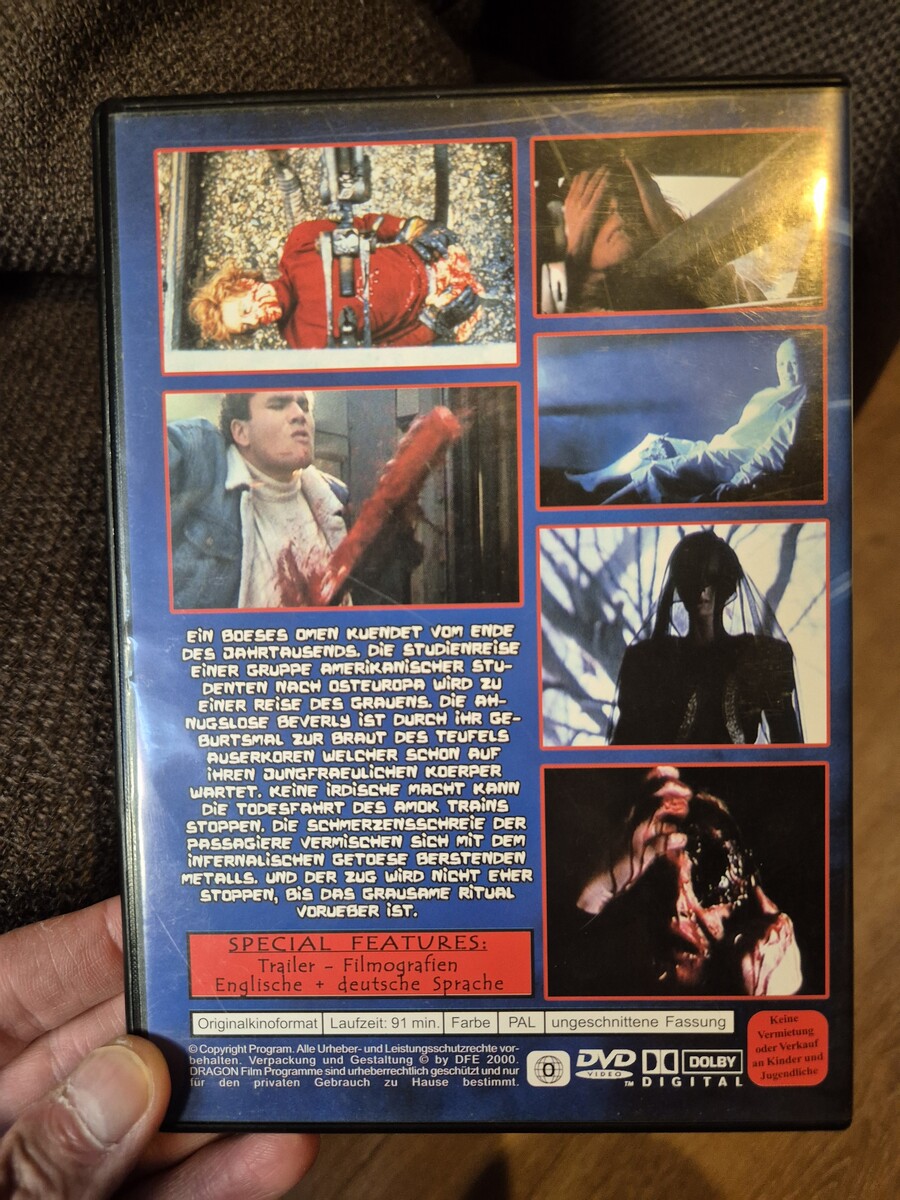 EIN BOESES OMEN KUENDET VOM ENDE
DES JAHRTAUSENDS. DIE STUDIENREISE
EINER GRUPPE AMERIKANISCHER STU-
DENTEN NACH OSTEUROPA WIRD ZU
EINER REISE DES GRAUENS. DIE AH-
NUGSLOSE BEVERLY IST DURCH IHR GE-
BURTSMAL ZUR BRAUT DES TEUFELS
AUSERKOREN WELCHER SCHON AUF
IHREN JUNGFRAEULICHEN KOERPER
WARTET. KEINE IRDISCHE MACHT KANN
DIE TODESFAHRT DES AMOK TRAINS
STOPPEN. DIE SCHMERZENSSCHREIE DER
PASSAGIERE VERMISCHEN SICH MIT DEM
INFERNALISCHEN GETOESE BERSTENDEN
METALLS. UND DER ZUG WIRD NICHT EHER
STOPPEN, BIS DAS GRAUSAME RITUAL
VORUEBER IST.
SPECIAL FEATURES:
Trailer - Filmografien
Englische + deutsche Sprache
Originalkinoformat Laufzeit: 91 min. Farbe PAL ungeschnittene Fassung
© Copyright Program. Alle Urheber- und Leistungsschutzrechte vor-
behalten. Verpackung und Gestaltung © by DFE 2000.
DRAGON Film Programme sind urheberrechtlich geschützt und nur
für den privaten Gebrauch zu Hause bestimmt.
0
DVD
VIDEO
TM
DOLBY
DIGITAL
Keine
Vermietung
oder Verkauf
an Kinder und
Jugendliche